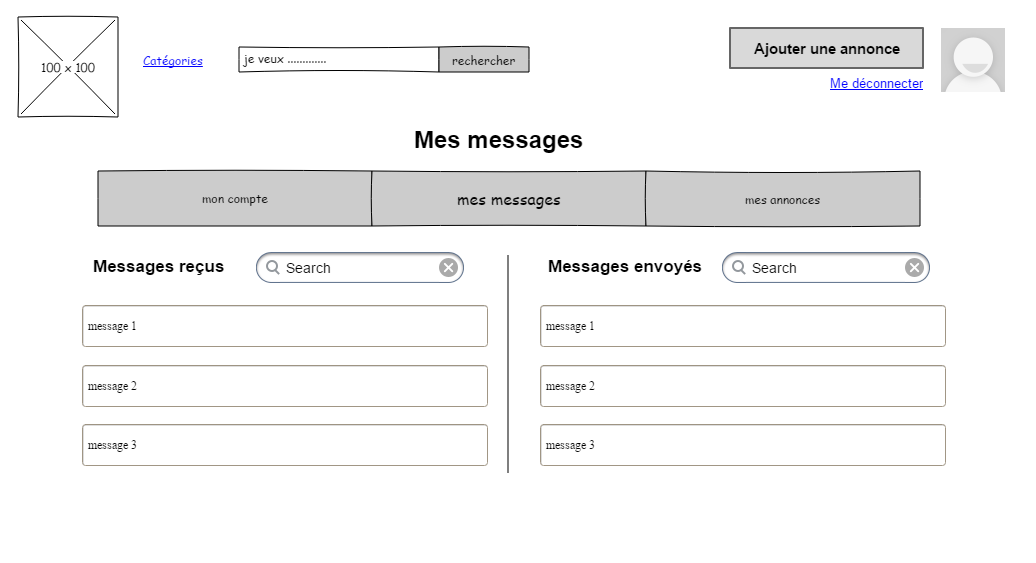 100 x 100
Catégories
je veux .............
rechercher
Ajouter une annonce
Me déconnecter
Mes messages
mon compte
mes messages
mes annonces
Messages reçus
Search
Messages envoyés
Search
message 1
message 2
message 3
message 1
message 2
message 3